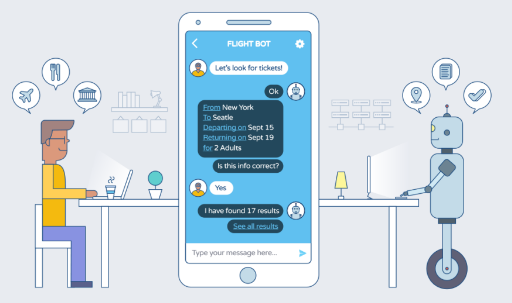 FLIGHT BOT
Let's look for tickets!
Ok
From New York
To Seatle
Departing on Sept 15
Returning on Sept 19
for 2 Adults
Is this info correct?
Yes
I have found 17 results
See all results
Type your message here...